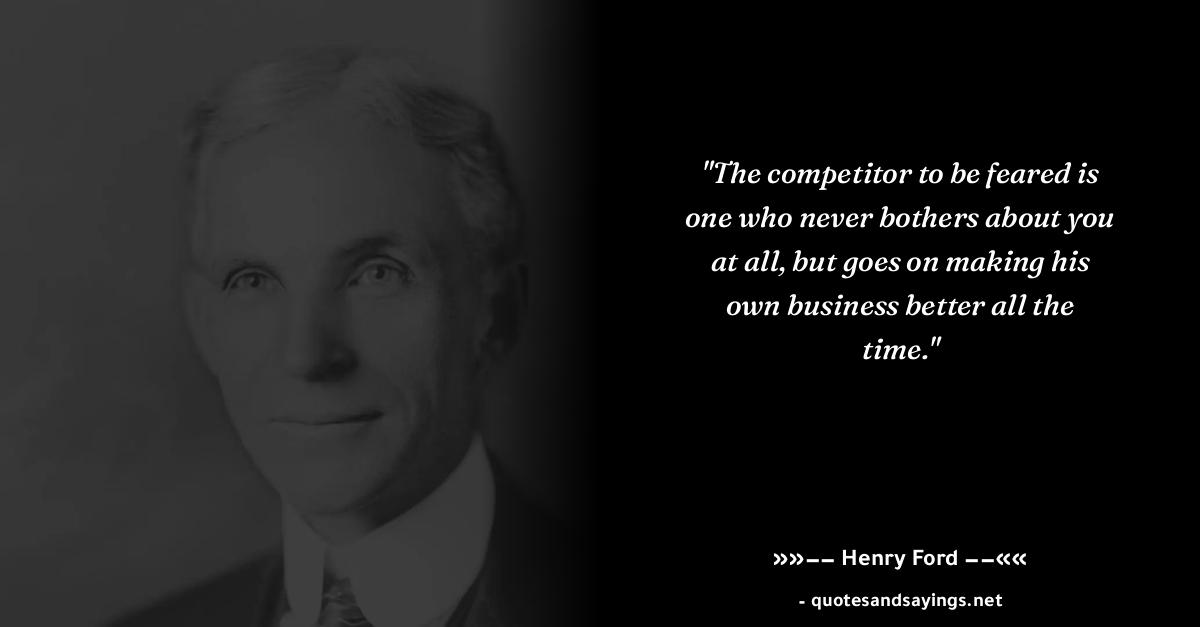 "The competitor to be feared is
one who never bothers about you
at all, but goes on making his
own business better all the
time."
»»–– Henry Ford ––««
- quotesandsayings.net